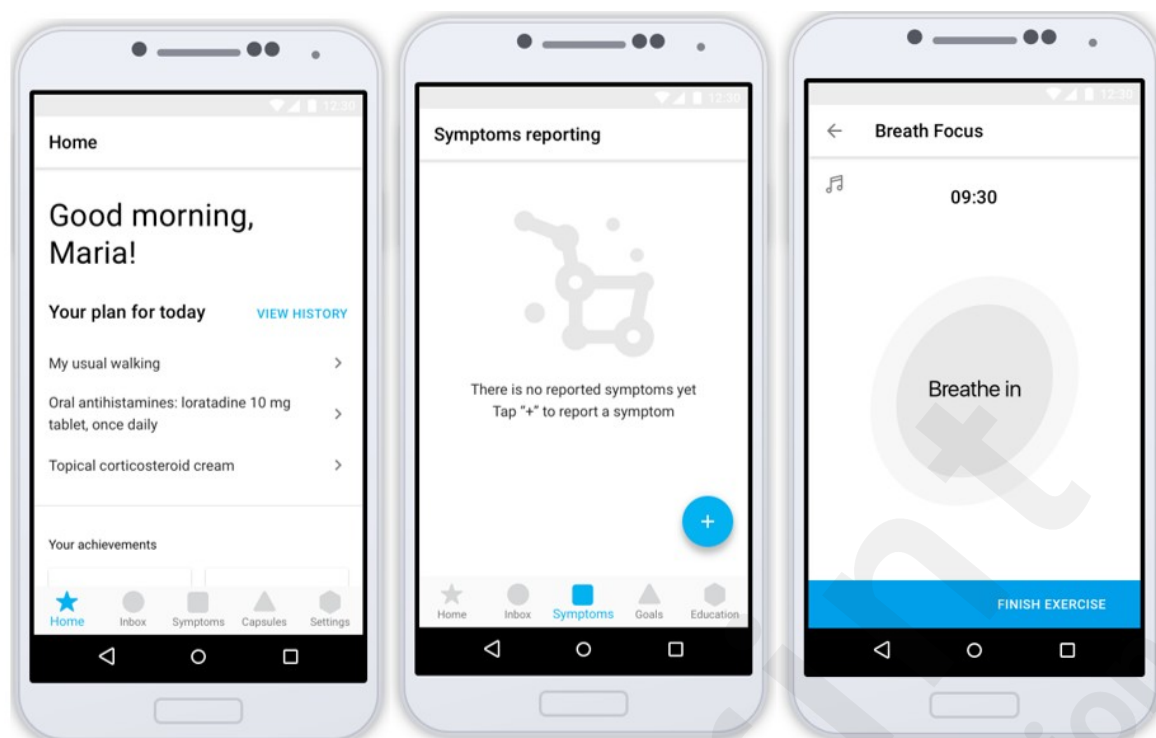 12:30
Home
Good morning,
Maria!
Your plan for today
VIEW HISTORY
My usual walking
Oral antihistamines: loratadine 10 mg
tablet, once daily
Topical corticosteroid cream
Your achievements
Home
Inbox
Symptoms
Capsules
Settings
12:30
Symptoms reporting
There is no reported symptoms yet
Tap "+" to report a symptom
+
Home
Inbox
Symptoms
Goals
Education
12:30
Breath Focus
09:30
Breathe in
FINISH EXERCISE